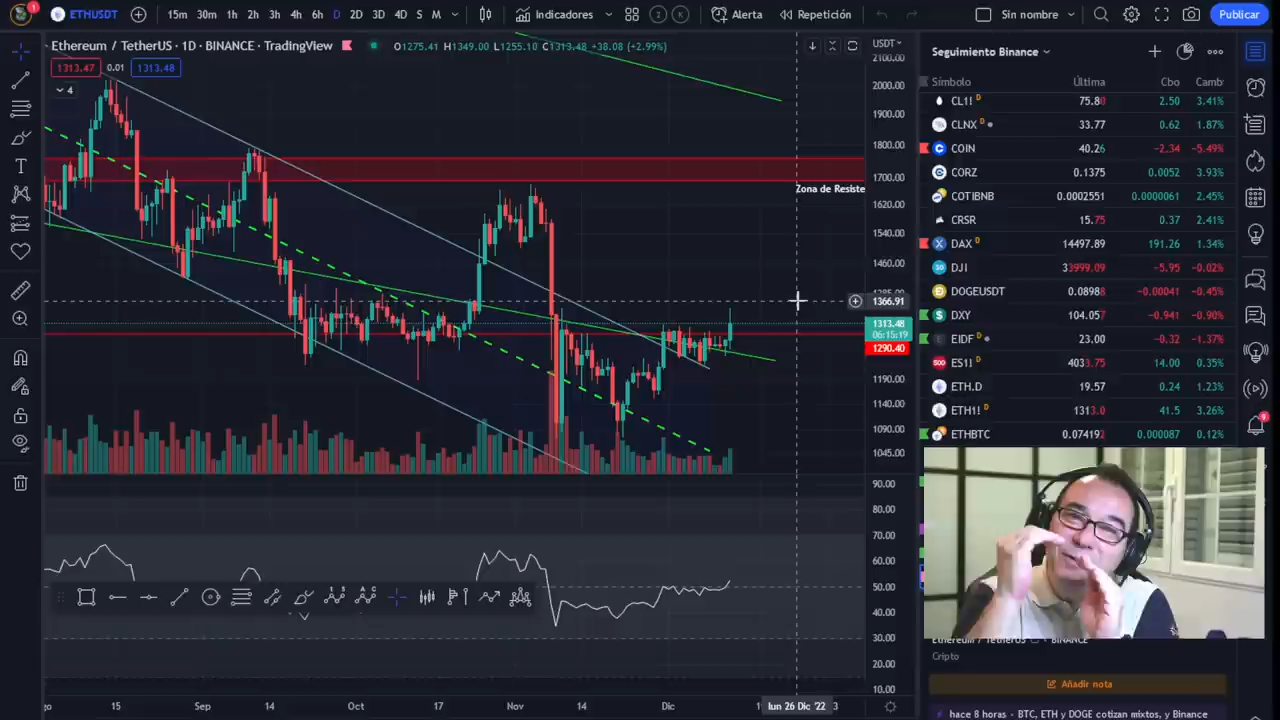 1
ETHUSDT
15m 30m 1h 2h 3h 4h 6h D 2D 3D 4D S M
Indicadores
Alerta
Repetición
Sin nombre
Publicar
Ethereum / TetherUS · 1D · BINANCE · TradingView
O1275.41 H1349.00 L1255.10 C1313.48 +38.08 (+2.99%)
1313.47 0.01 1313.48
4
USDT
2100.00
2000.00
1800.00
1700.00
Zona de Resiste
1620.00
1540.00
1460.00
1366.91
1313.48
06:15:19
1290.40
1190.00
1140.00
1090.00
1045.00
90.00
80.00
70.00
60.00
50.00
40.00
30.00
20.00
10.00
15 Sep 14 Oct 17 Nov 14 Dic lun 26 Dic '22
Seguimiento Binance
Símbolo Última Cbo Camb
CL1! D 75.80 2.50 3.41%
CLNX D 33.77 0.62 1.87%
COIN 40.26 -2.34 -5.49%
CORZ 0.1375 0.0052 3.93%
COTIBNB 0.0002551 0.0000061 2.45%
CRSR 15.75 0.37 2.41%
DAX D 14497.89 191.26 1.34%
DJI 33999.09 -5.95 -0.02%
DOGEUSDT 0.08988 -0.00041 -0.45%
DXY D 104.057 -0.941 -0.90%
EIDF D 23.00 -0.32 -1.37%
ES1! D 4033.75 14.00 0.35%
ETH.D 19.57 0.24 1.23%
ETH1! D 1313.0 41.5 3.26%
ETHBTC 0.074192 0.000087 0.12%
Ethereum / TetherUS · BINANCE
Cripto
Añadir nota
hace 8 horas · BTC, ETH y DOGE cotizan mixtos, y Binance